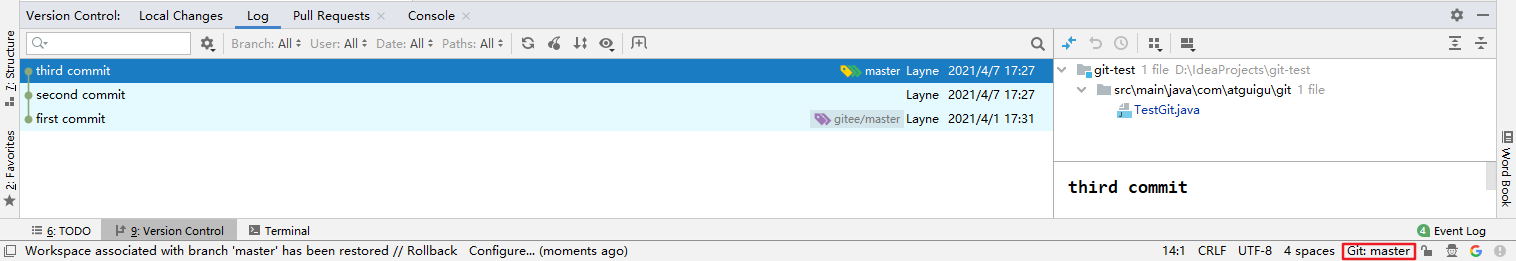 Version Control: Local Changes Log Pull Requests Console
Branch: All User: All Date: All Paths: All
third commit master Layne 2021/4/7 17:27
second commit Layne 2021/4/7 17:27
first commit gitee/master Layne 2021/4/1 17:31
git-test 1 file D:\IdeaProjects\git-test
src\main\java\com\atguigu\git 1 file
TestGit.java
third commit
7: Structure
2: Favorites
Word Book
6: TODO 9: Version Control Terminal 4 Event Log
Workspace associated with branch 'master' has been restored // Rollback Configure... (moments ago) 14:1 CRLF UTF-8 4 spaces Git: master